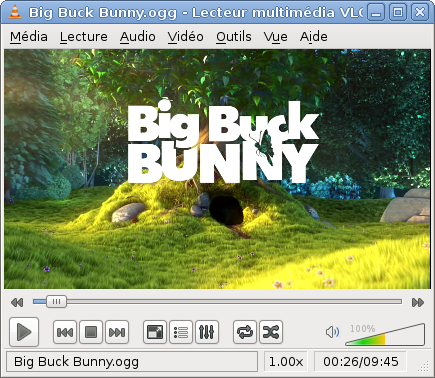 Big Buck Bunny.ogg - Lecteur multimédia VLC
Média Lecture Audio Vidéo Outils Vue Aide
Big Buck
BUNNY
100%
Big Buck Bunny.ogg 1.00x 00:26/09:45